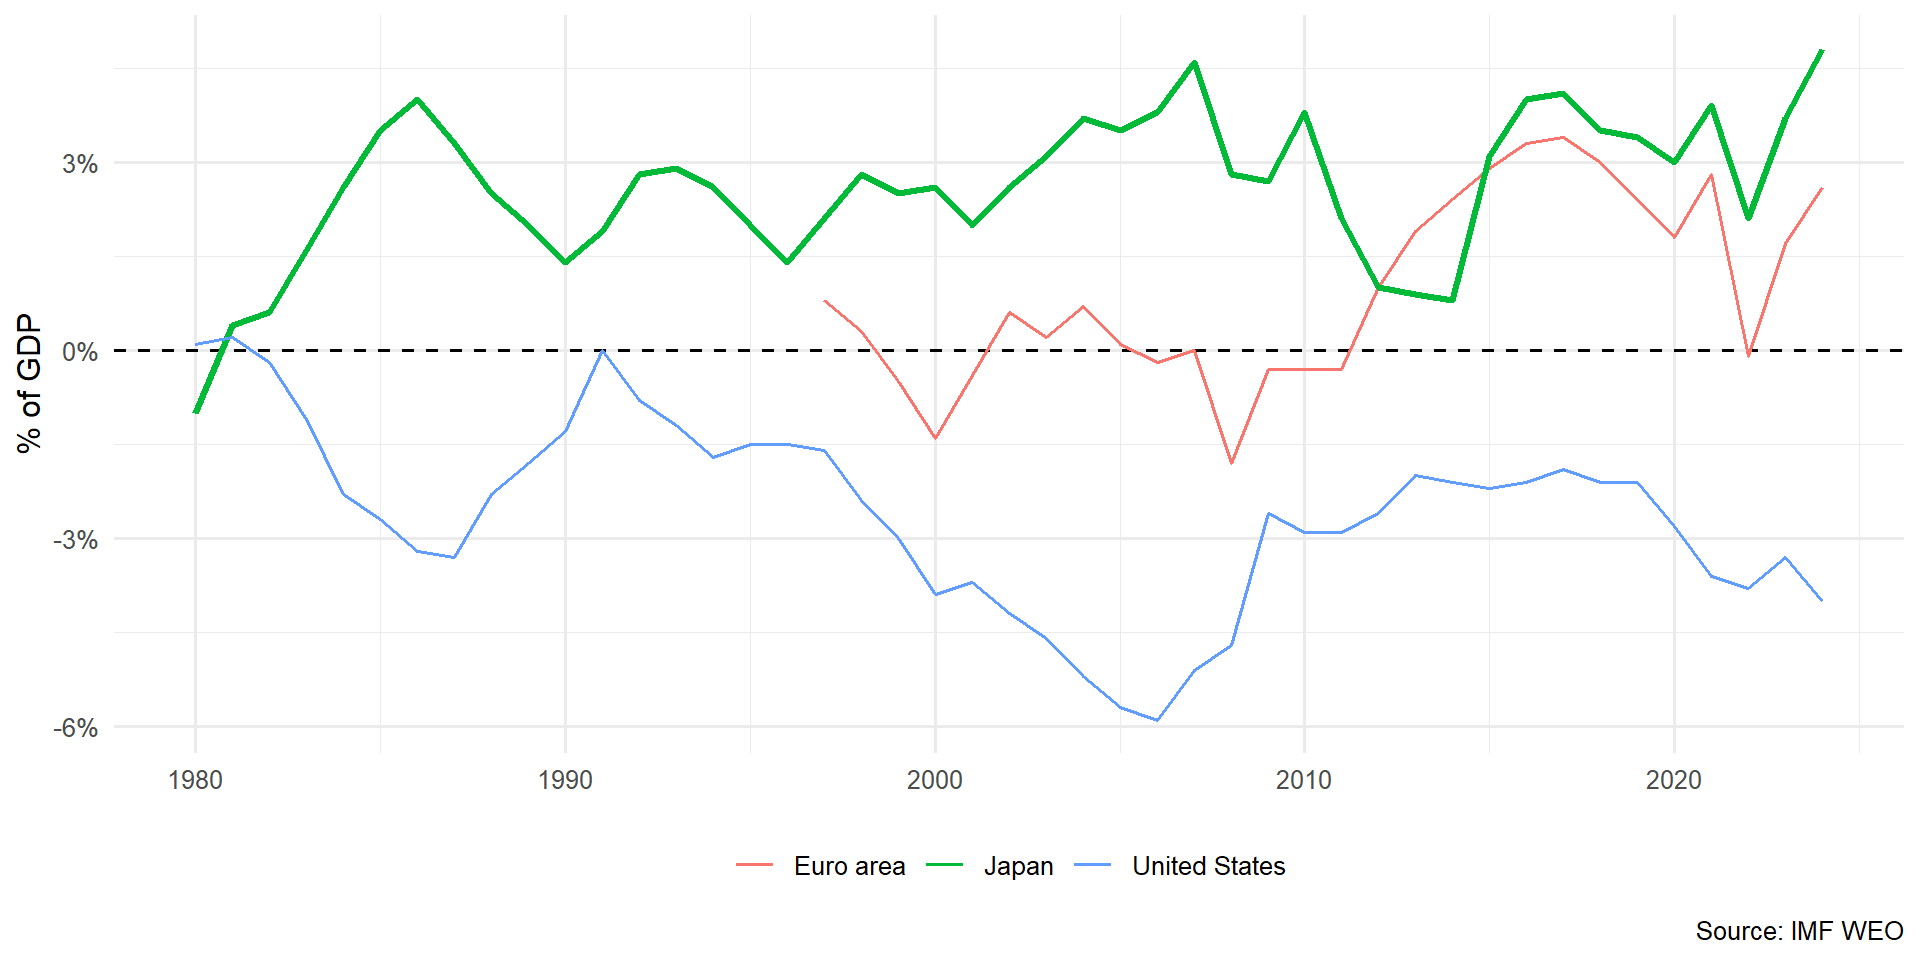 % of GDP
3%
0%
-3%
-6%
1980 1990 2000 2010 2020
Euro area Japan United States
Source: IMF WEO